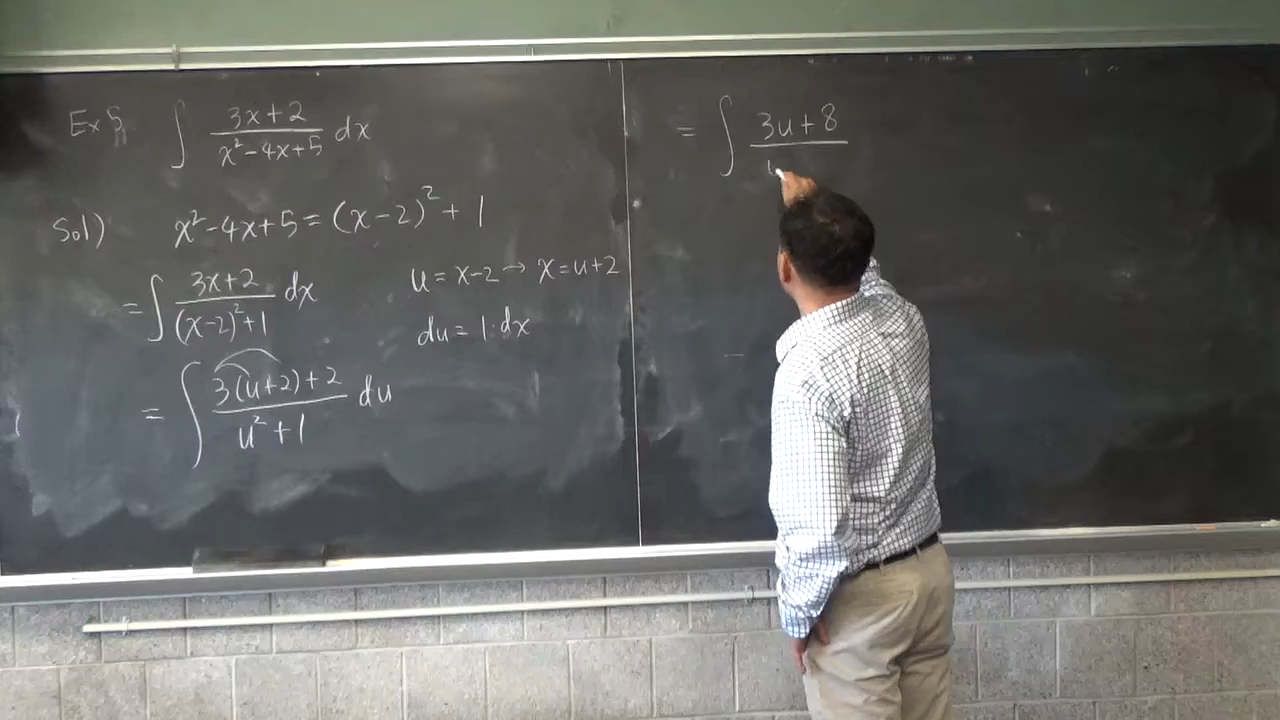 Ex 5, ∫ (3x+2)/(x²-4x+5) dx
Sol) x²-4x+5 = (x-2)² + 1
= ∫ (3x+2)/((x-2)²+1) dx
u = x-2 → x = u+2
du = 1·dx
= ∫ (3(u+2)+2)/(u²+1) du
= ∫ (3u+8)/